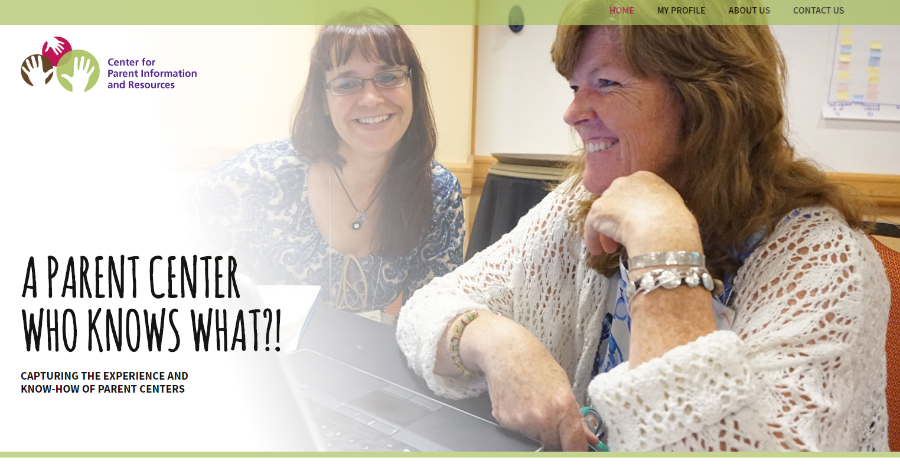 HOME MY PROFILE ABOUT US CONTACT US
Center for
Parent Information
and Resources
A PARENT CENTER
WHO KNOWS WHAT?!
CAPTURING THE EXPERIENCE AND
KNOW-HOW OF PARENT CENTERS